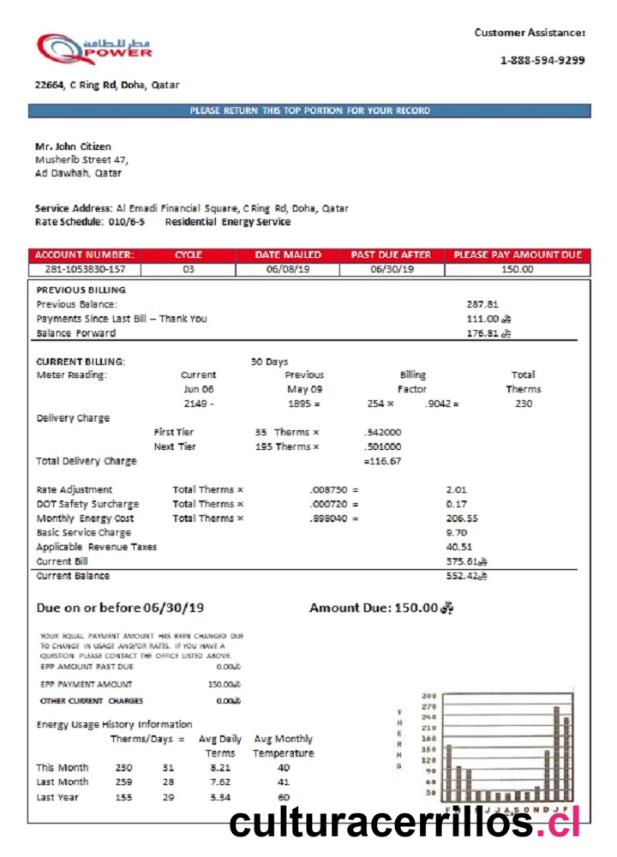 قطر للطاقة
QPOWER
Customer Assistance:
1-888-594-9299
22664, C Ring Rd, Doha, Qatar
PLEASE RETURN THIS TOP PORTION FOR YOUR RECORD
Mr. John Citizen
Musherib Street 47,
Ad Dawhah, Qatar
Service Address: Al Emadi Financial Square, C Ring Rd, Doha, Qatar
Rate Schedule: 010/6-5 Residential Energy Service
ACCOUNT NUMBER: CYCLE DATE MAILED PAST DUE AFTER PLEASE PAY AMOUNT DUE
281-1053830-157 03 06/08/19 06/30/19 150.00
PREVIOUS BILLING
Previous Balance: 287.81
Payments Since Last Bill – Thank You 111.00 ﷼
Balance Forward 176.81 ﷼
CURRENT BILLING: 30 Days
Meter Reading: Current Previous Billing Total
Jun 06 May 09 Factor Therms
2149 - 1895 = 254 × .9042 = 230
Delivery Charge
First Tier 35 Therms × .542000
Next Tier 195 Therms × .501000
Total Delivery Charge =116.67
Rate Adjustment Total Therms × .008750 = 2.01
DOT Safety Surcharge Total Therms × .000720 = 0.17
Monthly Energy Cost Total Therms × .898040 = 206.55
Basic Service Charge 9.70
Applicable Revenue Taxes 40.51
Current Bill 375.61﷼
Current Balance 552.42﷼
Due on or before 06/30/19 Amount Due: 150.00 ﷼
YOUR EQUAL PAYMENT AMOUNT HAS BEEN CHANGED DUE
TO CHANGE IN USAGE AND/OR RATES. IF YOU HAVE A
QUESTION PLEASE CONTACT THE OFFICE LISTED ABOVE.
EPP AMOUNT PAST DUE 0.00﷼
EPP PAYMENT AMOUNT 150.00﷼
OTHER CURRENT CHARGES 0.00﷼
Energy Usage History Information
Therms/Days = Avg Daily Avg Monthly
Terms Temperature
This Month 230 31 8.21 40
Last Month 259 28 7.62 41
Last Year 155 29 5.34 60
THERMS
300
270
240
210
180
150
120
90
60
30
J J A S O N D J F
culturacerrillos.cl